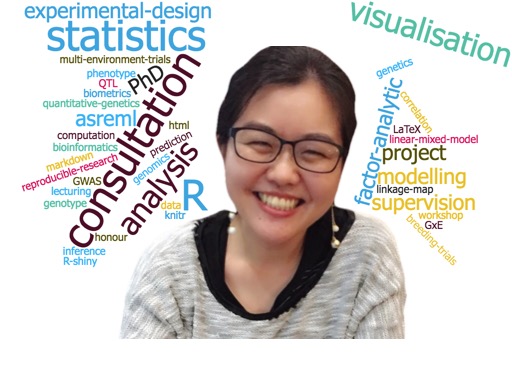 experimental-design
statistics
multi-environment-trials
phenotype
PhD
QTL
biometrics
quantitative-genetics
asreml
consultation
html
computation
prediction
bioinformatics
analysis
markdown
genomics
reproducible-research
GWAS
lecturing
R
genotype
data
knitr
honour
inference
R-shiny
visualisation
genetics
factor-analytic
correlation
LaTeX
linear-mixed-model
project
modelling
linkage-map
supervision
workshop
GxE
breeding-trials